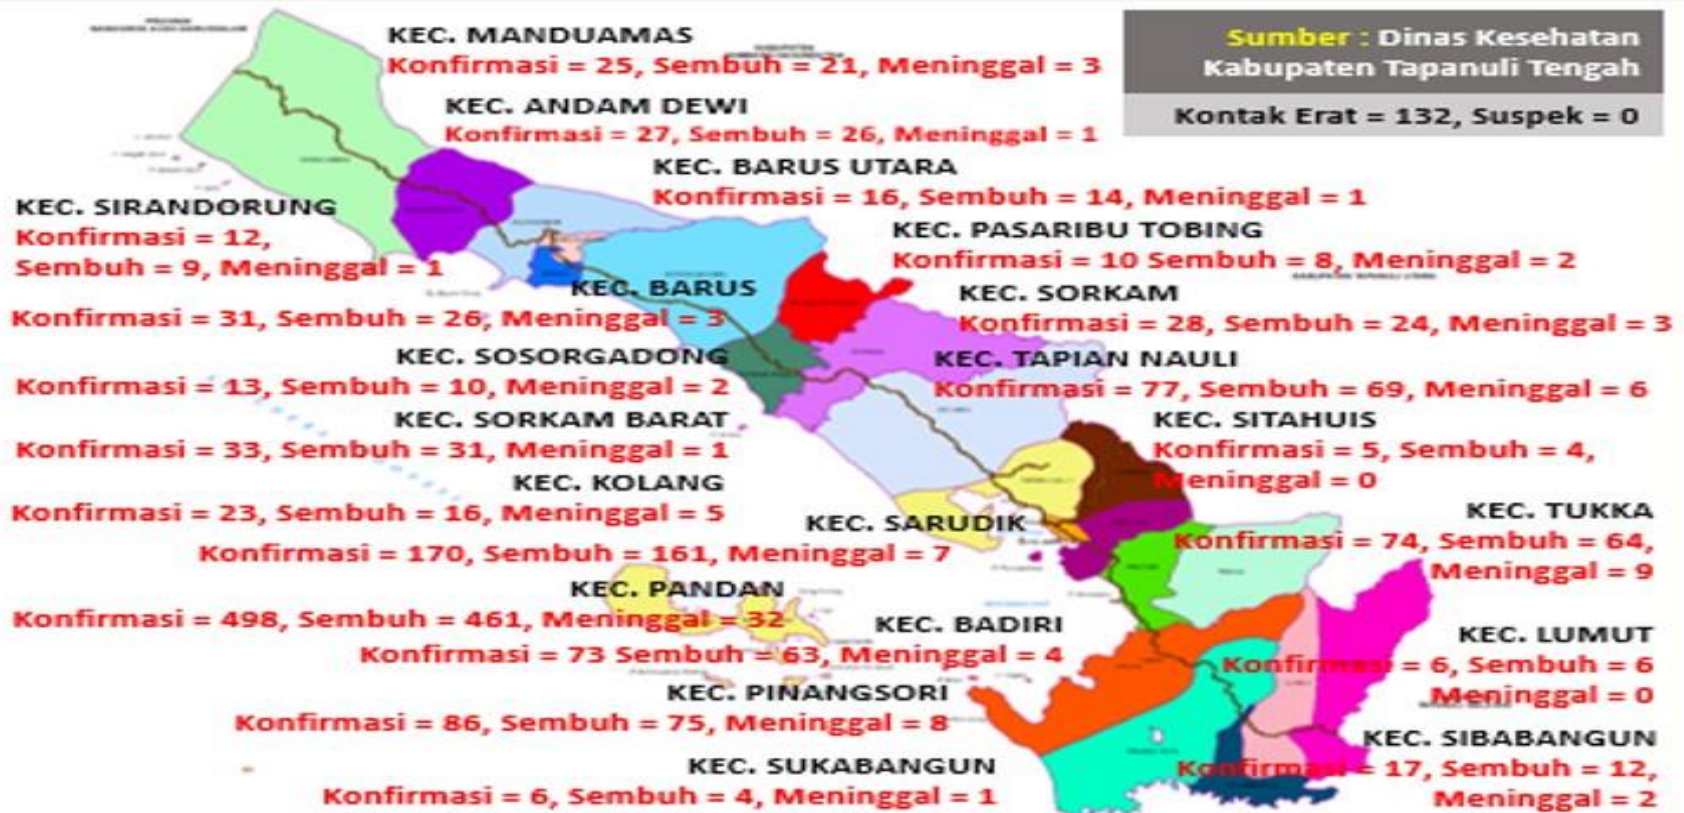 KEC. MANDUAMAS
Konfirmasi = 25, Sembuh = 21, Meninggal = 3
Sumber : Dinas Kesehatan
Kabupaten Tapanuli Tengah
Kontak Erat = 132, Suspek = 0
KEC. ANDAM DEWI
Konfirmasi = 27, Sembuh = 26, Meninggal = 1
KEC. BARUS UTARA
Konfirmasi = 16, Sembuh = 14, Meninggal = 1
KEC. SIRANDORUNG
Konfirmasi = 12,
Sembuh = 9, Meninggal = 1
KEC. PASARIBU TOBING
Konfirmasi = 10 Sembuh = 8, Meninggal = 2
KEC. BARUS
Konfirmasi = 31, Sembuh = 26, Meninggal = 3
KEC. SORKAM
Konfirmasi = 28, Sembuh = 24, Meninggal = 3
KEC. SOSORGADONG
Konfirmasi = 13, Sembuh = 10, Meninggal = 2
KEC. TAPIAN NAULI
Konfirmasi = 77, Sembuh = 69, Meninggal = 6
KEC. SORKAM BARAT
Konfirmasi = 33, Sembuh = 31, Meninggal = 1
KEC. SITAHUIS
Konfirmasi = 5, Sembuh = 4,
Meninggal = 0
KEC. KOLANG
Konfirmasi = 23, Sembuh = 16, Meninggal = 5
KEC. SARUDIK
Konfirmasi = 170, Sembuh = 161, Meninggal = 7
KEC. TUKKA
Konfirmasi = 74, Sembuh = 64,
Meninggal = 9
KEC. PANDAN
Konfirmasi = 498, Sembuh = 461, Meninggal = 32
KEC. BADIRI
Konfirmasi = 73 Sembuh = 63, Meninggal = 4
KEC. LUMUT
Konfirmasi = 6, Sembuh = 6
Meninggal = 0
KEC. PINANGSORI
Konfirmasi = 86, Sembuh = 75, Meninggal = 8
KEC. SIBABANGUN
Konfirmasi = 17, Sembuh = 12,
Meninggal = 2
KEC. SUKABANGUN
Konfirmasi = 6, Sembuh = 4, Meninggal = 1